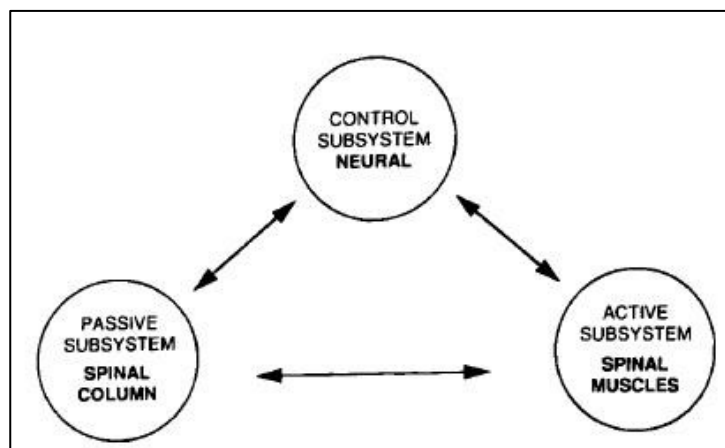 CONTROL
SUBSYSTEM
NEURAL
PASSIVE
SUBSYSTEM
SPINAL
COLUMN
ACTIVE
SUBSYSTEM
SPINAL
MUSCLES